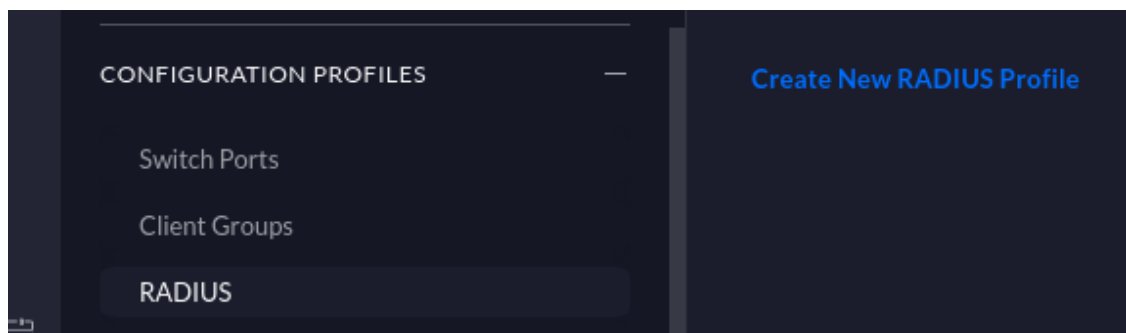 CONFIGURATION PROFILES
Create New RADIUS Profile
Switch Ports
Client Groups
RADIUS